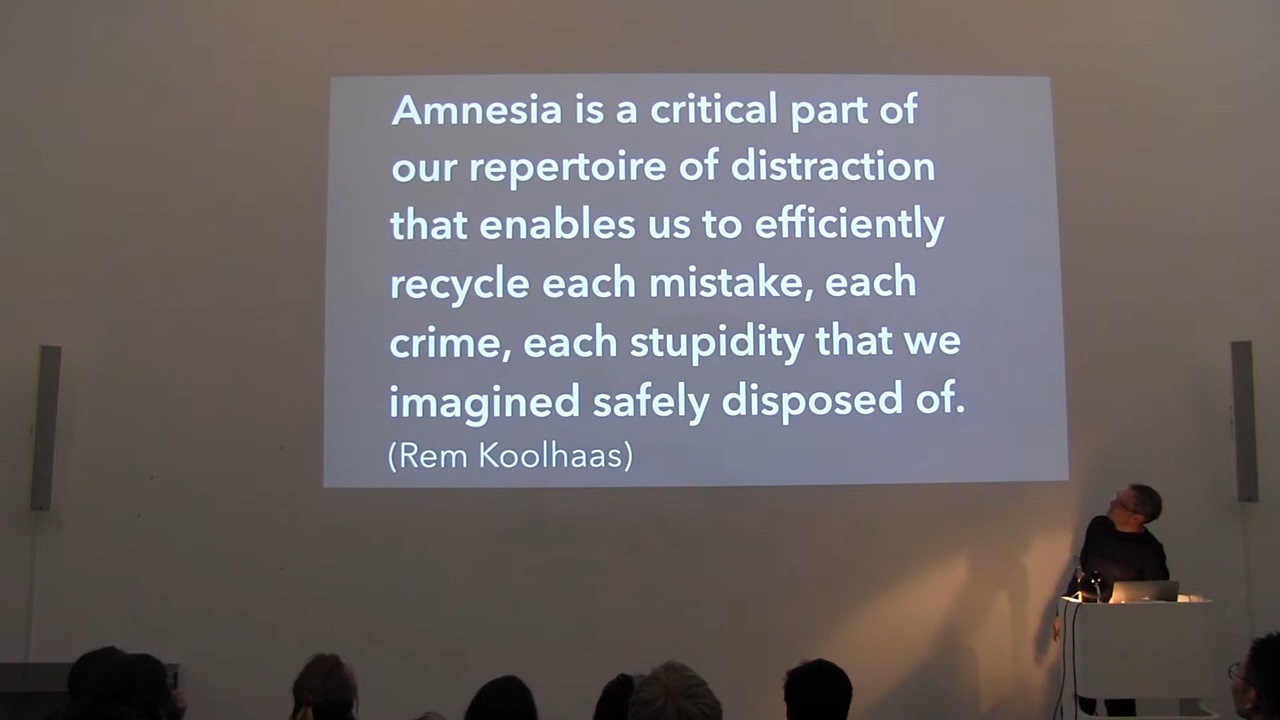 Amnesia is a critical part of
our repertoire of distraction
that enables us to efficiently
recycle each mistake, each
crime, each stupidity that we
imagined safely disposed of.
(Rem Koolhaas)